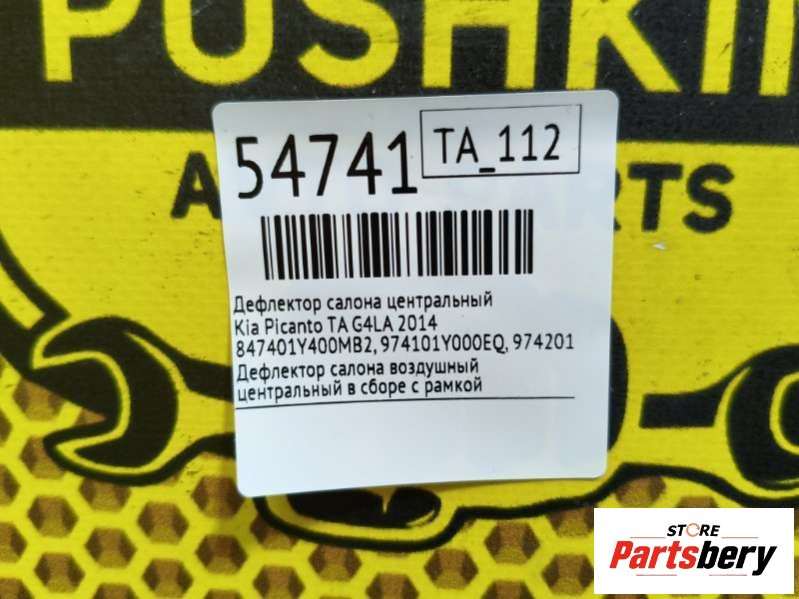 PUSHKI
54741
TA_112
A
RTS
Дефлектор салона центральный
Kia Picanto TA G4LA 2014
847401Y400MB2, 974101Y000EQ, 974201
Дефлектор салона воздушный
центральный в сборе с рамкой
STORE
Partsbery